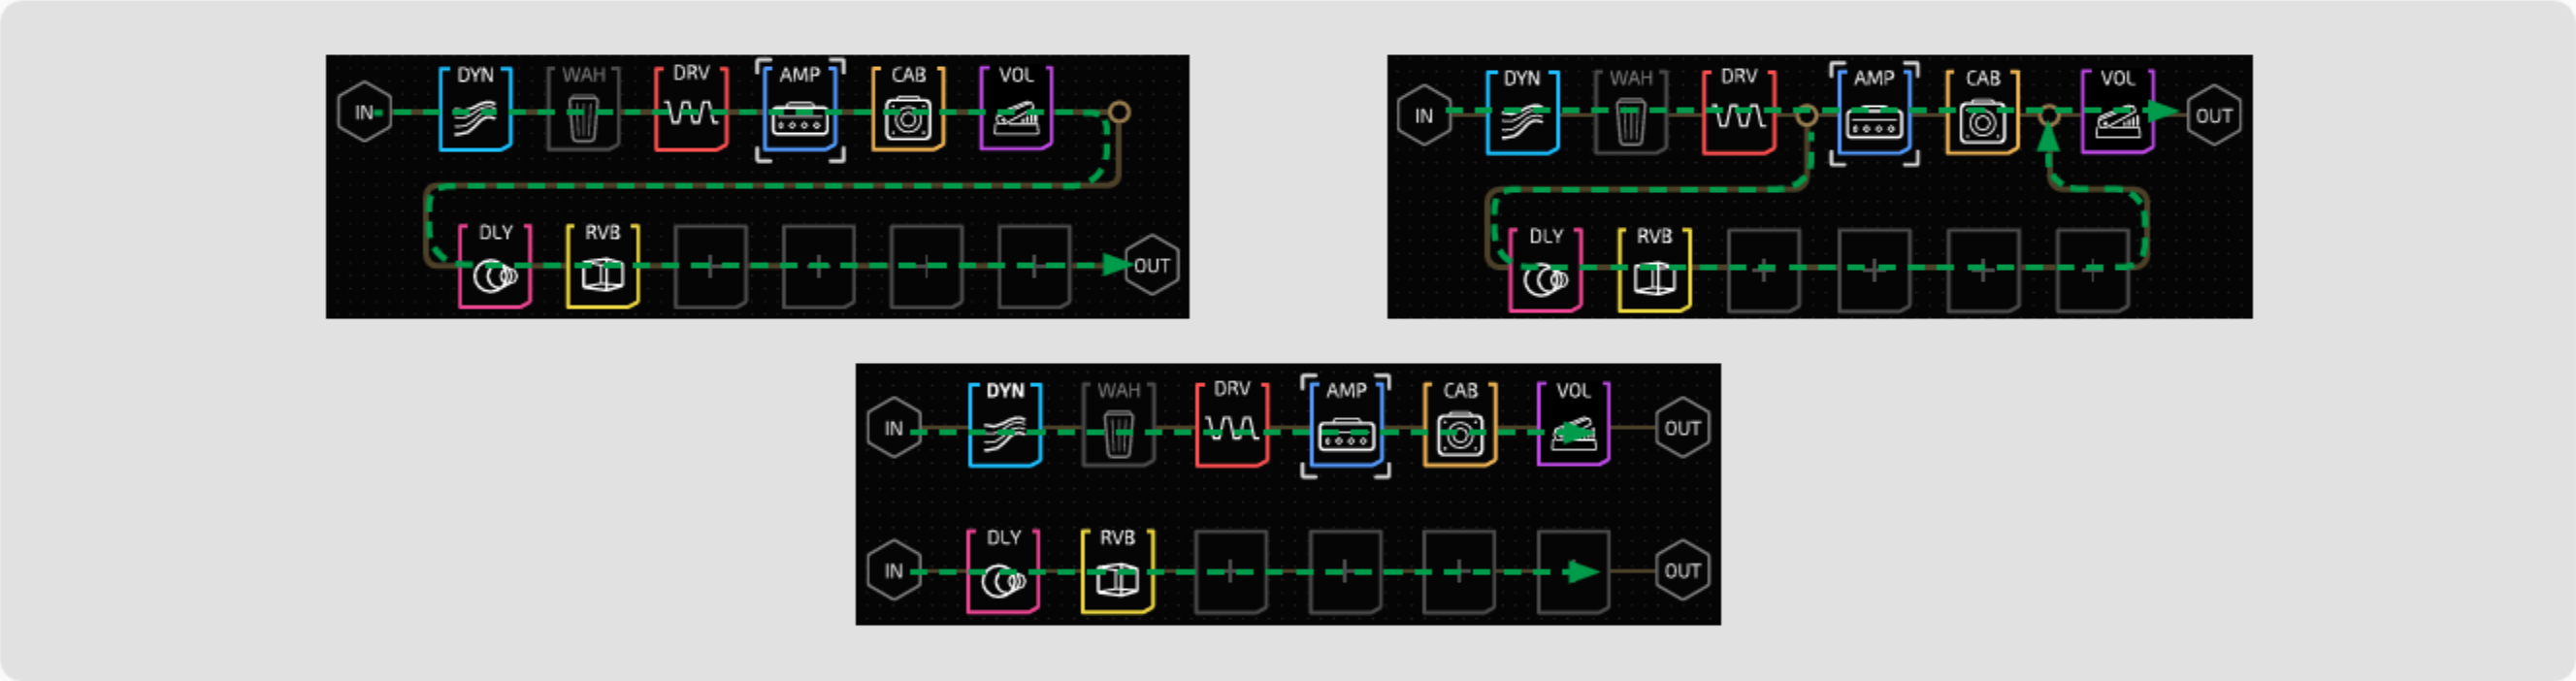 IN DYN WAH DRV AMP CAB VOL
DLY RVB OUT
IN DYN WAH DRV AMP CAB VOL OUT
DLY RVB
IN DYN WAH DRV AMP CAB VOL OUT
IN DLY RVB OUT